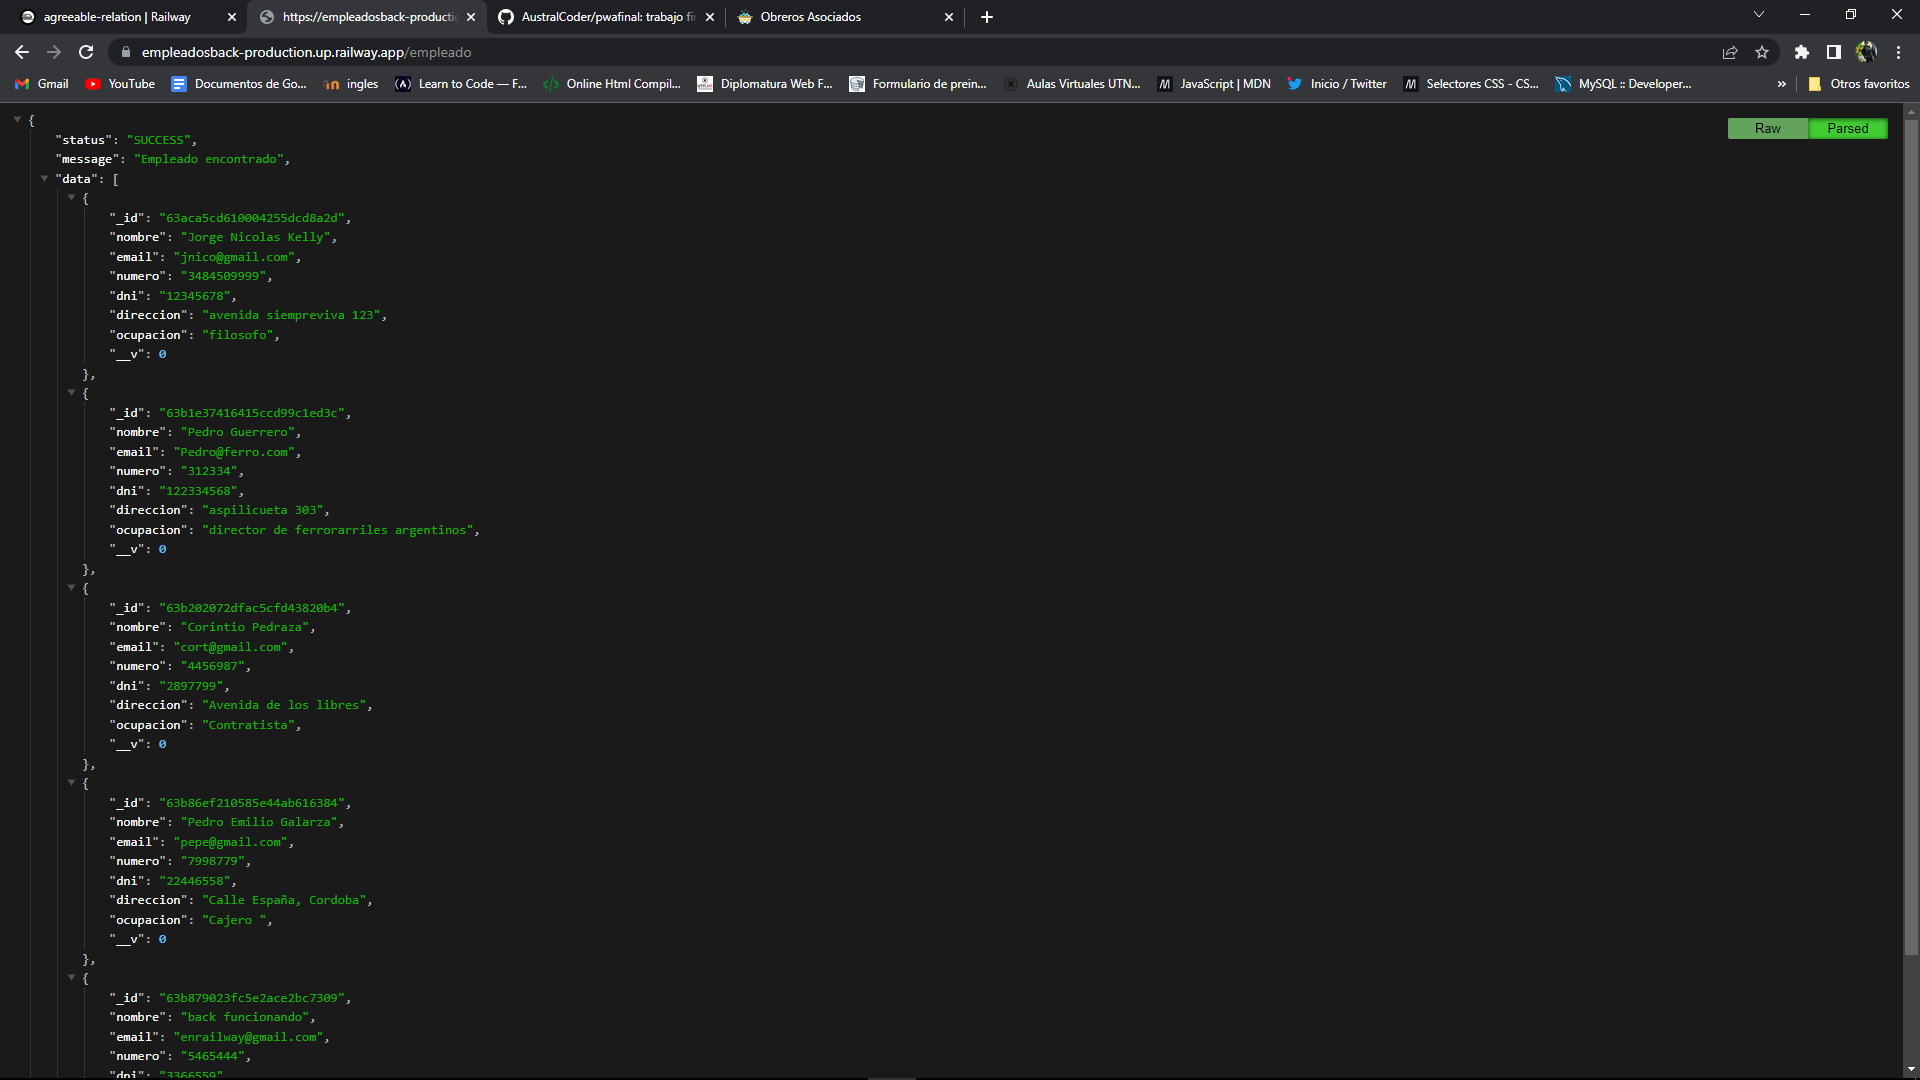 agreeable-relation | Railway
https://empleadosback-productio
AustralCoder/pwafinal: trabajo fin
Obreros Asociados
empleadosback-production.up.railway.app/empleado
Gmail
YouTube
Documentos de Go...
ingles
Learn to Code — F...
Online Html Compil...
Diplomatura Web F...
Formulario de prein...
Aulas Virtuales UTN...
JavaScript | MDN
Inicio / Twitter
Selectores CSS - CS...
MySQL :: Developer...
»
Otros favoritos
Raw
Parsed
{
"status": "SUCCESS",
"message": "Empleado encontrado",
"data": [
{
"_id": "63aca5cd610004255dcd8a2d",
"nombre": "Jorge Nicolas Kelly",
"email": "jnico@gmail.com",
"numero": "3484509999",
"dni": "12345678",
"direccion": "avenida siempreviva 123",
"ocupacion": "filosofo",
"__v": 0
},
{
"_id": "63b1e37416415ccd99c1ed3c",
"nombre": "Pedro Guerrero",
"email": "Pedro@ferro.com",
"numero": "312334",
"dni": "122334568",
"direccion": "aspilicueta 303",
"ocupacion": "director de ferrorarriles argentinos",
"__v": 0
},
{
"_id": "63b202072dfac5cfd43820b4",
"nombre": "Corintio Pedraza",
"email": "cort@gmail.com",
"numero": "4456987",
"dni": "2897799",
"direccion": "Avenida de los libres",
"ocupacion": "Contratista",
"__v": 0
},
{
"_id": "63b86ef210585e44ab616384",
"nombre": "Pedro Emilio Galarza",
"email": "pepe@gmail.com",
"numero": "7998779",
"dni": "22446558",
"direccion": "Calle España, Cordoba",
"ocupacion": "Cajero ",
"__v": 0
},
{
"_id": "63b879023fc5e2ace2bc7309",
"nombre": "back funcionando",
"email": "enrailway@gmail.com",
"numero": "5465444",
"dni": "3366559"